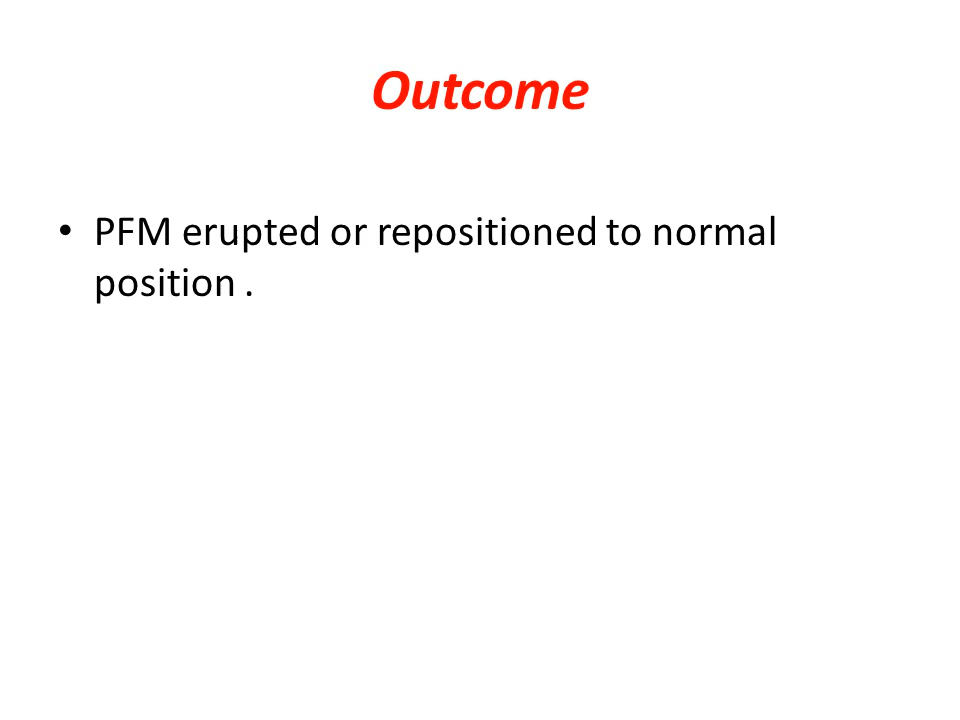 Outcome
• PFM erupted or repositioned to normal
position .